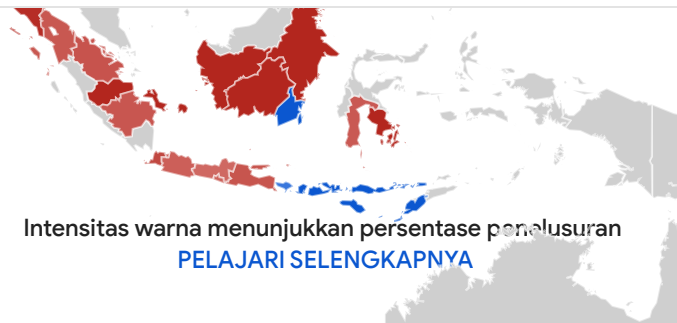 Intensitas warna menunjukkan persentase penelusuran
PELAJARI SELENGKAPNYA